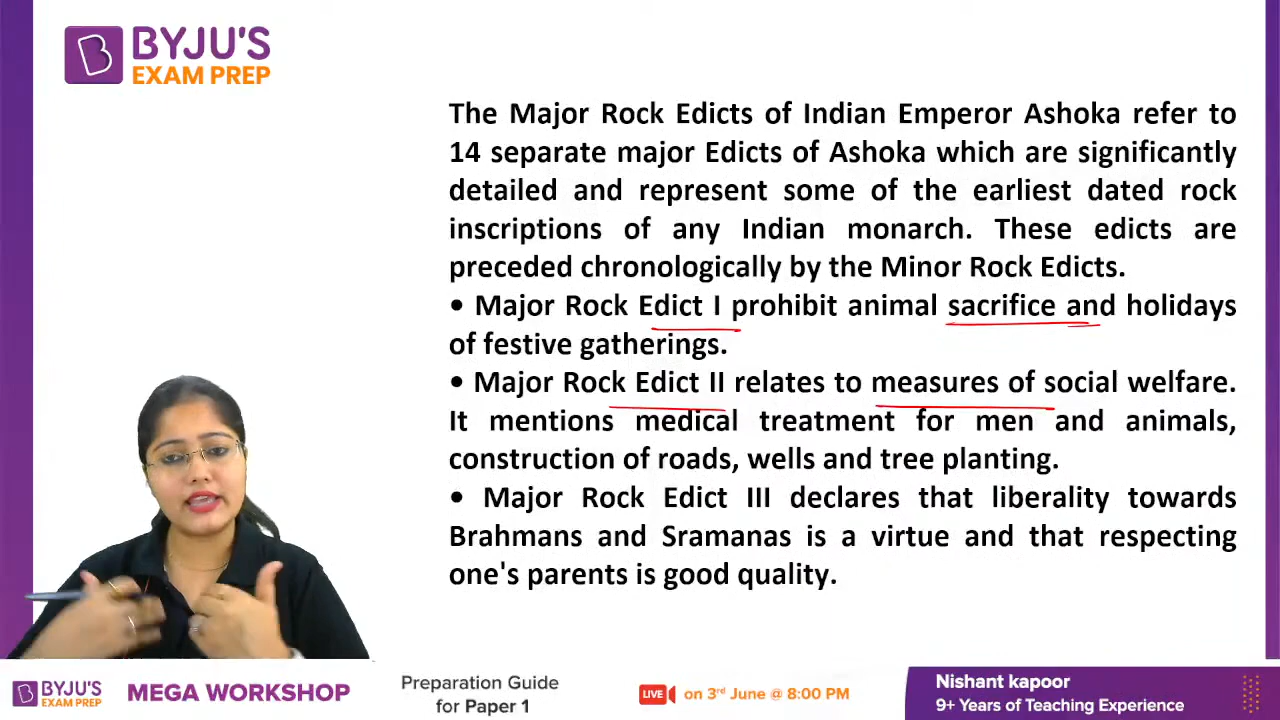 BYJU'S
EXAM PREP
The Major Rock Edicts of Indian Emperor Ashoka refer to
14 separate major Edicts of Ashoka which are significantly
detailed and represent some of the earliest dated rock
inscriptions of any Indian monarch. These edicts are
preceded chronologically by the Minor Rock Edicts.
• Major Rock Edict I prohibit animal sacrifice and holidays
of festive gatherings.
• Major Rock Edict II relates to measures of social welfare.
It mentions medical treatment for men and animals,
construction of roads, wells and tree planting.
• Major Rock Edict III declares that liberality towards
Brahmans and Sramanas is a virtue and that respecting
one's parents is good quality.
BYJU'S
EXAM PREP
MEGA WORKSHOP
Preparation Guide
for Paper 1
LIVE on 3rd June @ 8:00 PM
Nishant kapoor
9+ Years of Teaching Experience